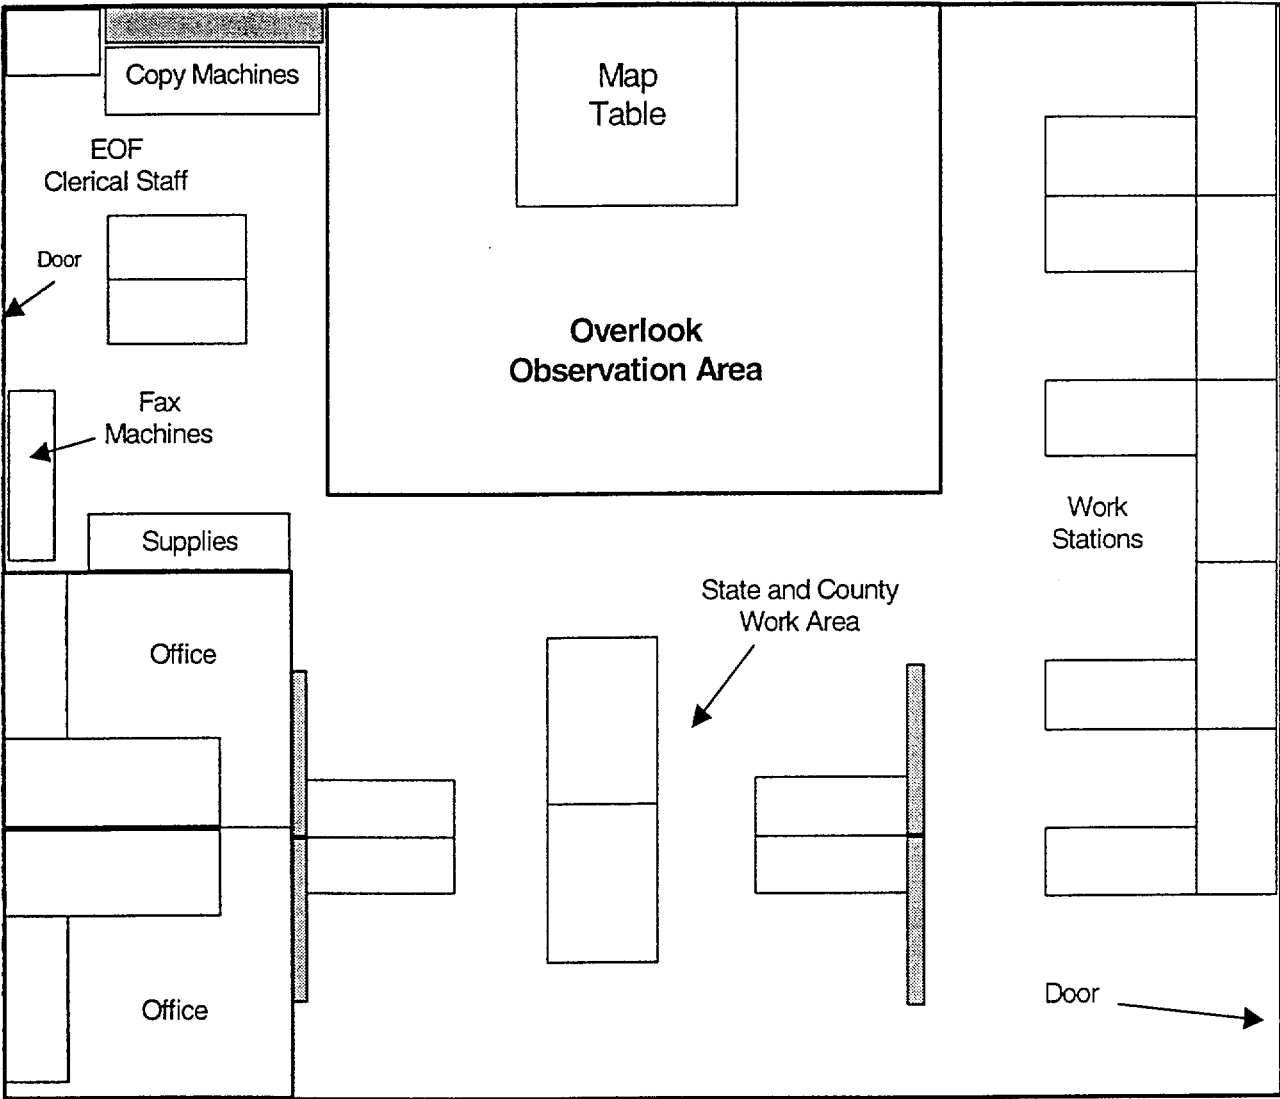 Copy Machines
Map
Table
EOF
Clerical Staff
Door
Overlook
Observation Area
Fax
Machines
Work
Stations
Supplies
State and County
Work Area
Office
Office
Door